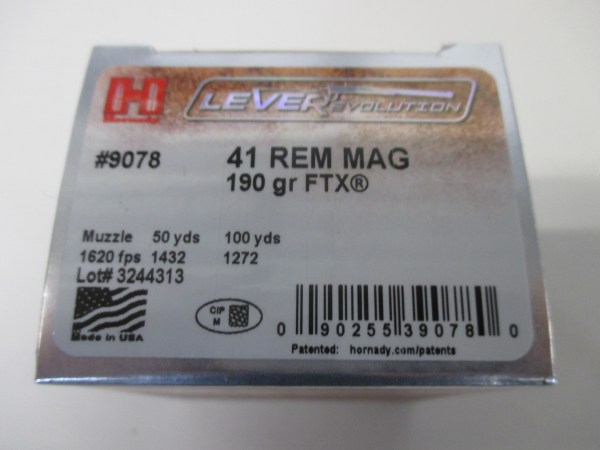 H LEVERevolution
#9078 41 REM MAG
190 gr FTX®
Muzzle 50 yds 100 yds
1620 fps 1432 1272
Lot# 3244313
CIP
M
Made in USA
0 90255 39078 0
Patented: hornady.com/patents